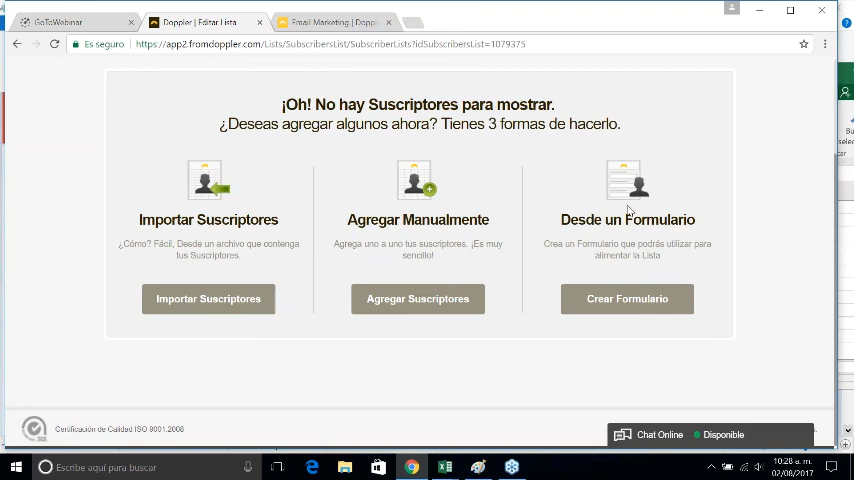 GoToWebinar
Doppler | Editar Lista
Email Marketing | Dopple
Es seguro
https://app2.fromdoppler.com/Lists/SubscribersList/SubscriberLists?idSubscribersList=1079375
¡Oh! No hay Suscriptores para mostrar.
¿Deseas agregar algunos ahora? Tienes 3 formas de hacerlo.
Importar Suscriptores
¿Cómo? Fácil, Desde un archivo que contenga
tus Suscriptores.
Importar Suscriptores
Agregar Manualmente
Agrega uno a uno tus suscriptores. ¡Es muy
sencillo!
Agregar Suscriptores
Desde un Formulario
Crea un Formulario que podrás utilizar para
alimentar la Lista
Crear Formulario
Certificación de Calidad ISO 9001:2008
Chat Online
Disponible
Escribe aquí para buscar
10:28 a. m.
02/08/2017